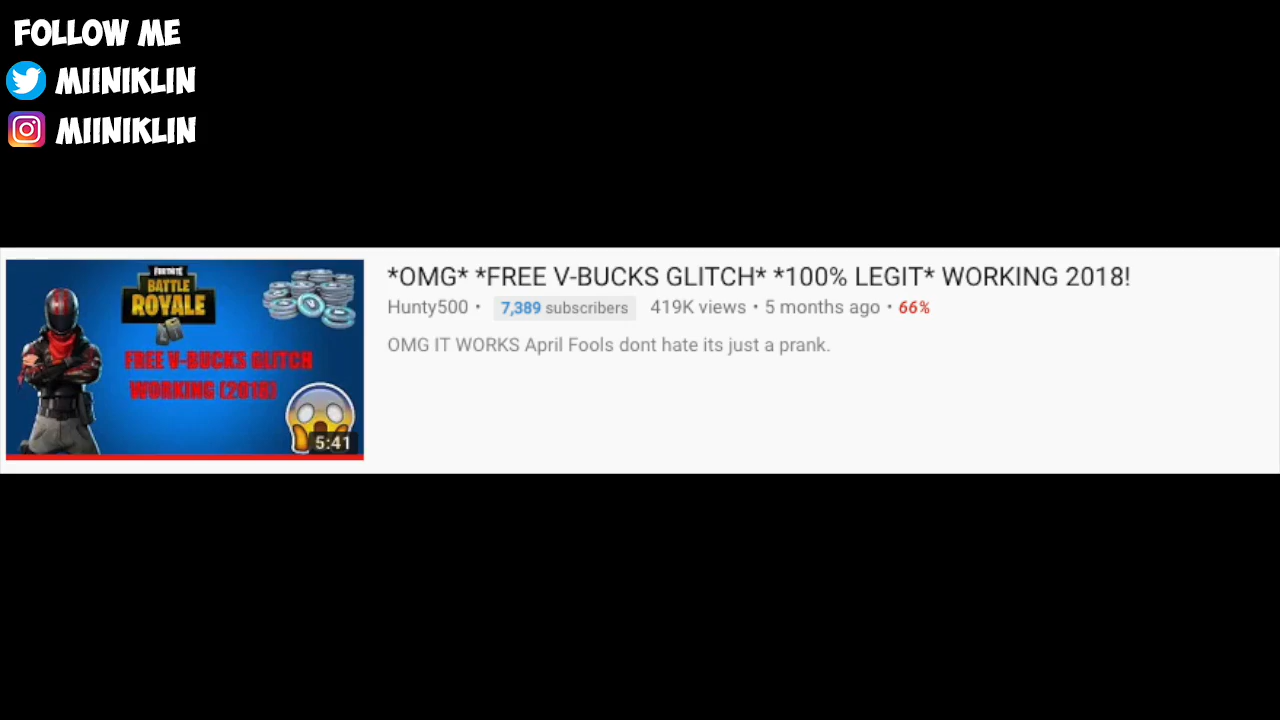 FOLLOW ME
MIINIKLIN
MIINIKLIN
FORTNITE
BATTLE
ROYALE
FREE V-BUCKS GLITCH
WORKING (2018)
5:41
*OMG* *FREE V-BUCKS GLITCH* *100% LEGIT* WORKING 2018!
Hunty500 • 7,389 subscribers 419K views • 5 months ago • 66%
OMG IT WORKS April Fools dont hate its just a prank.